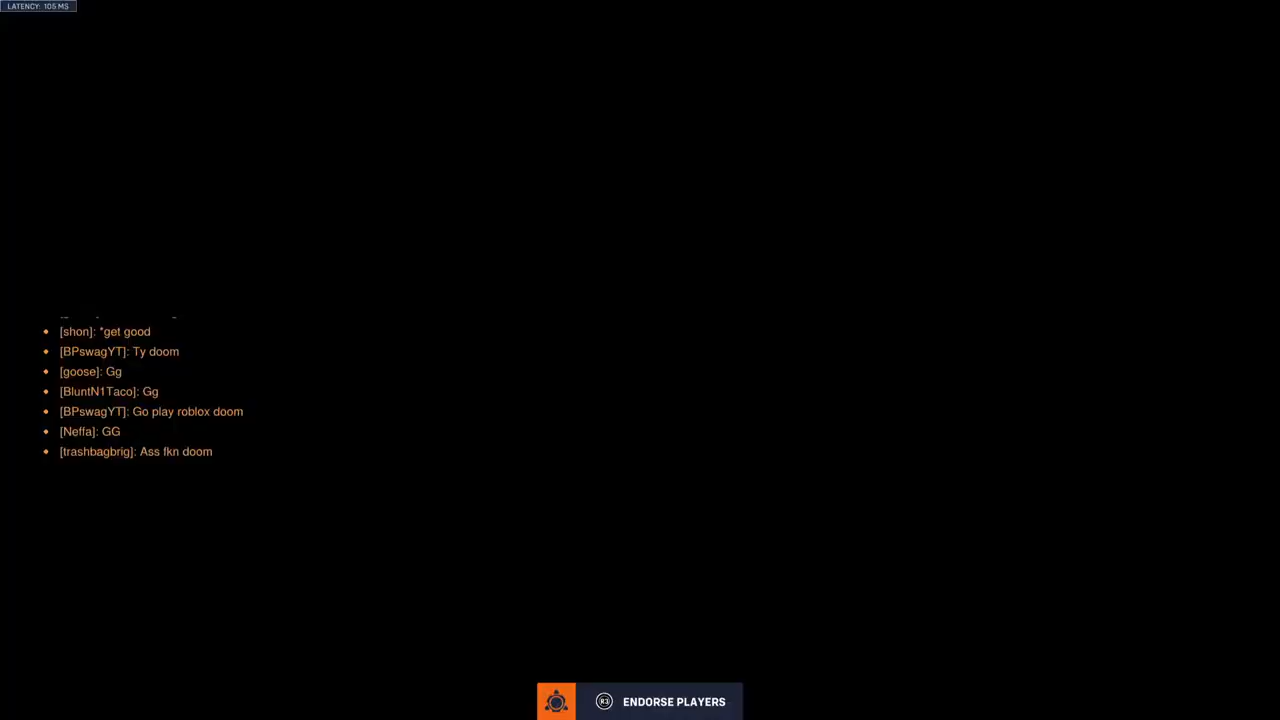 LATENCY: 105 MS
[shon]: *get good
[BPswagYT]: Ty doom
[goose]: Gg
[BluntN1Taco]: Gg
[BPswagYT]: Go play roblox doom
[Neffa]: GG
[trashbagbrig]: Ass fkn doom
R3 ENDORSE PLAYERS